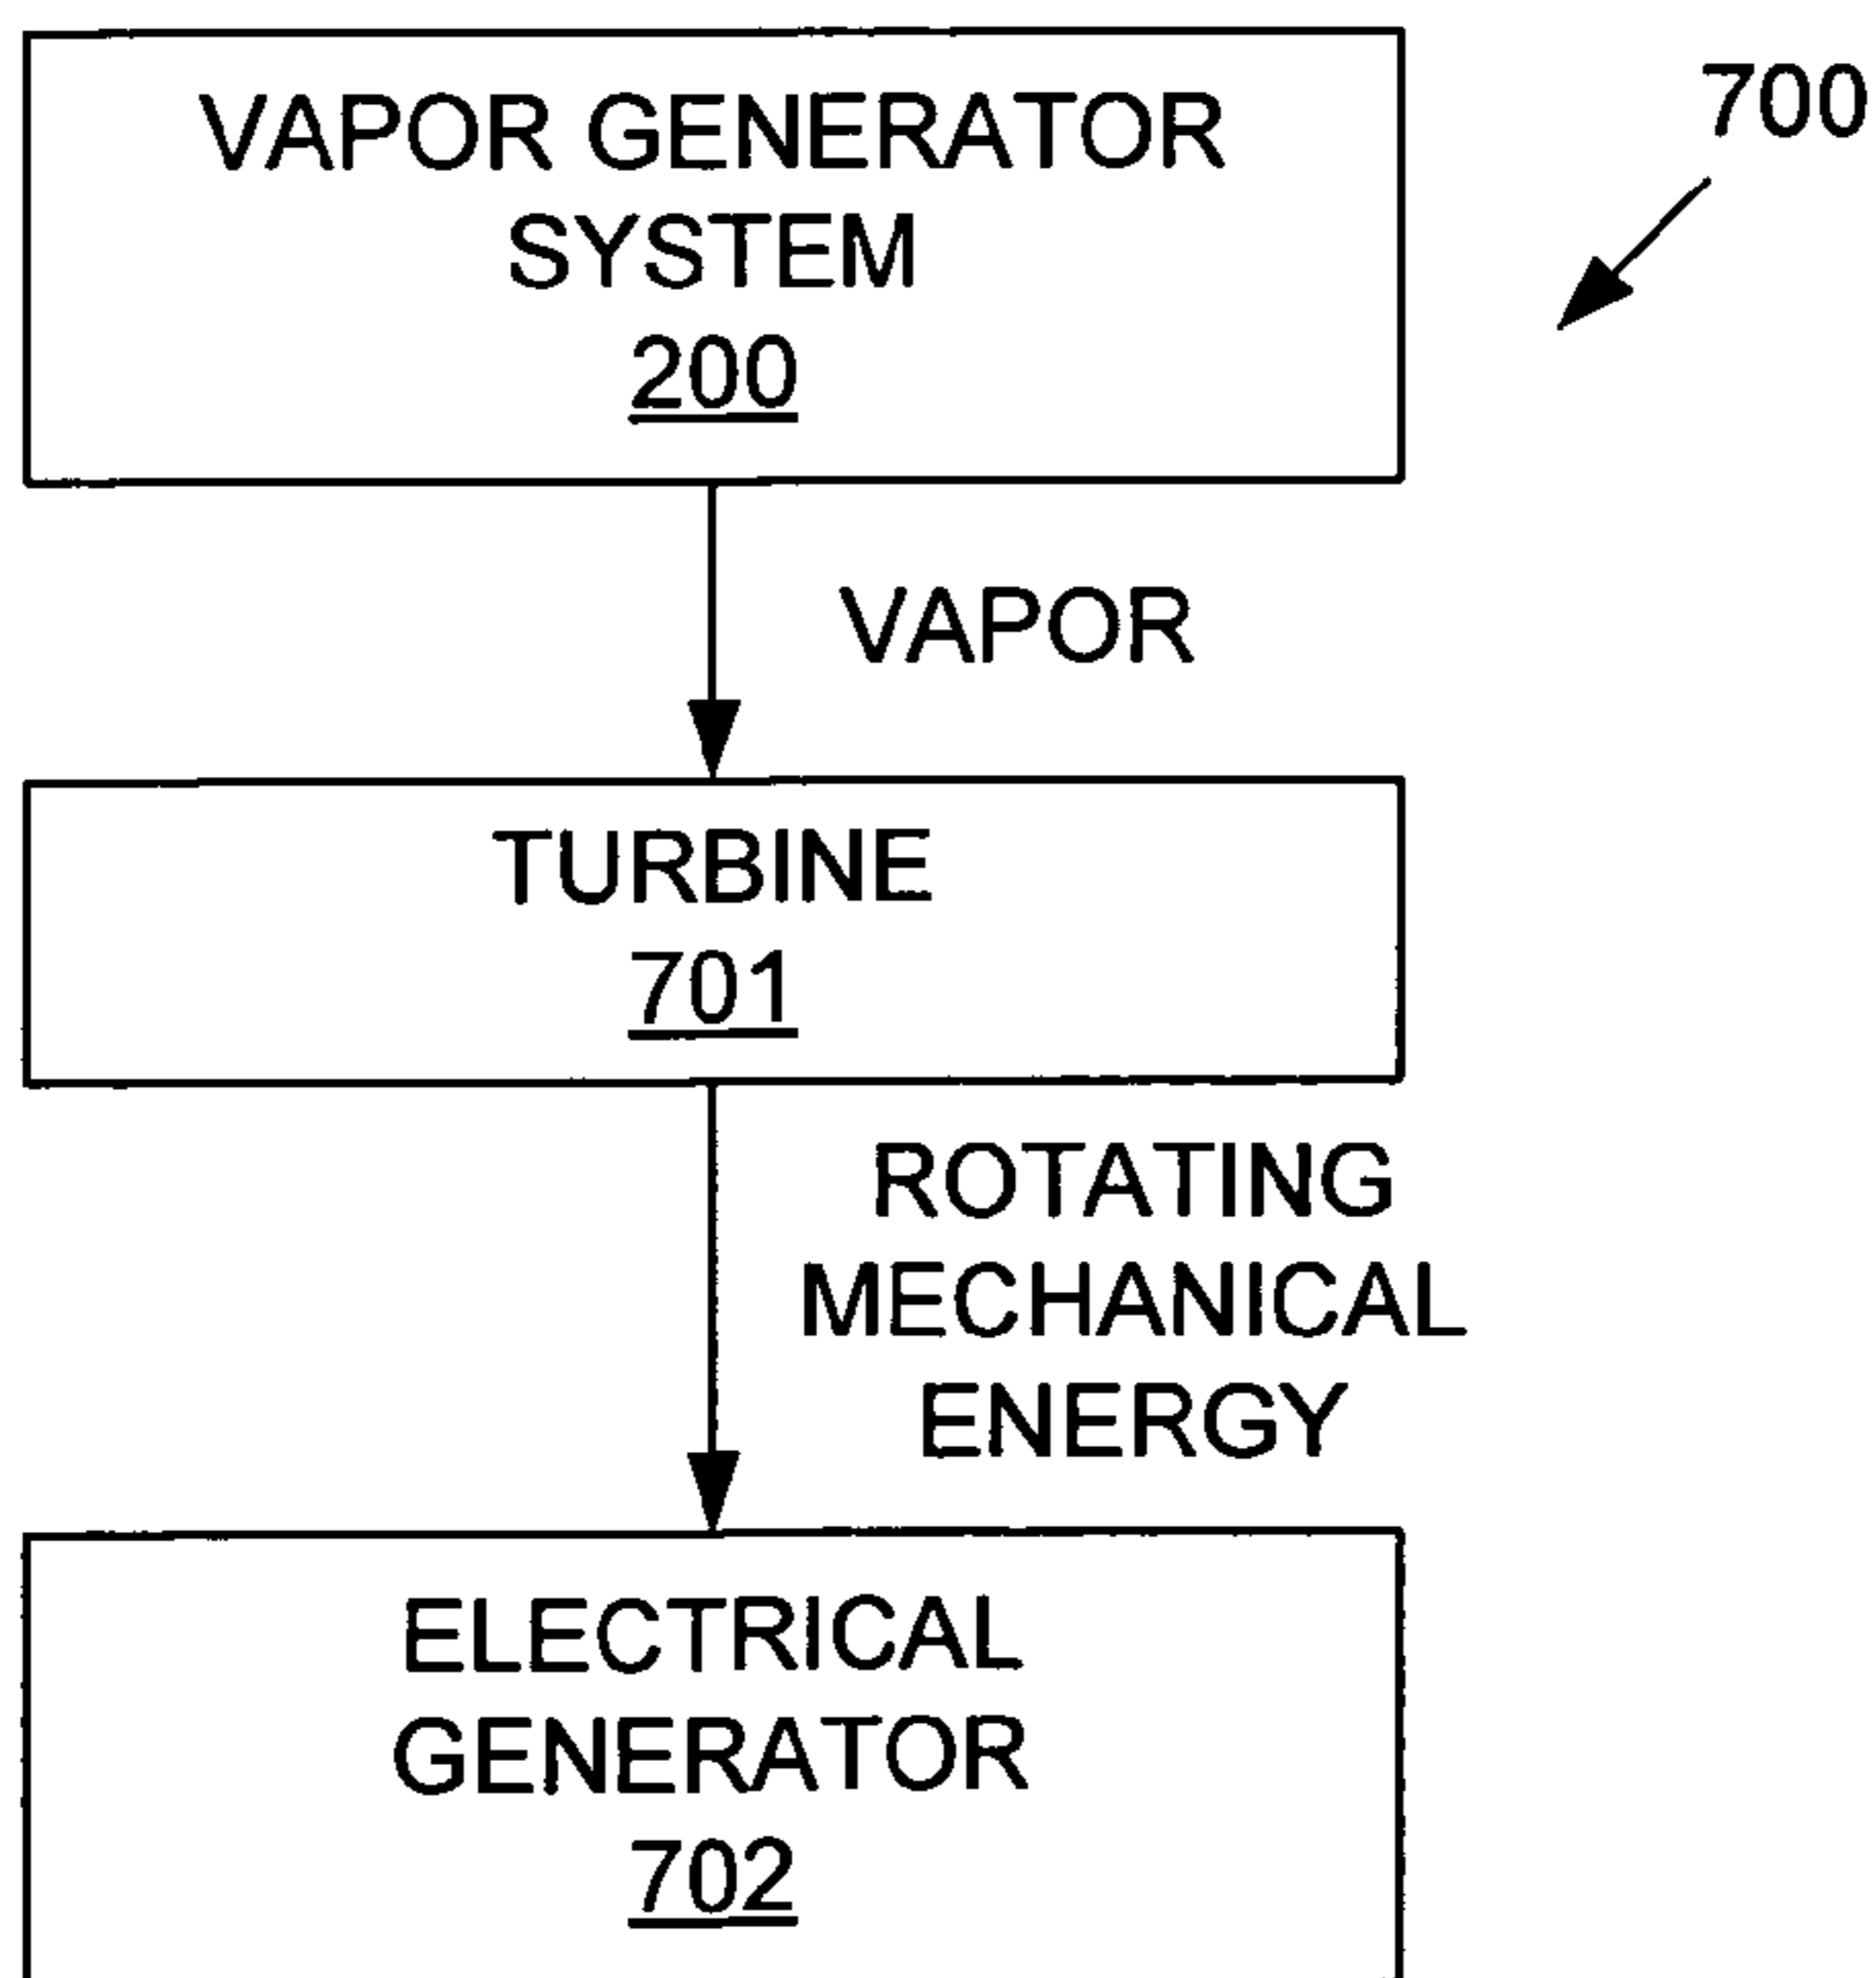 VAPOR GENERATOR
SYSTEM
200
700
VAPOR
TURBINE
701
ROTATING
MECHANICAL
ENERGY
ELECTRICAL
GENERATOR
702